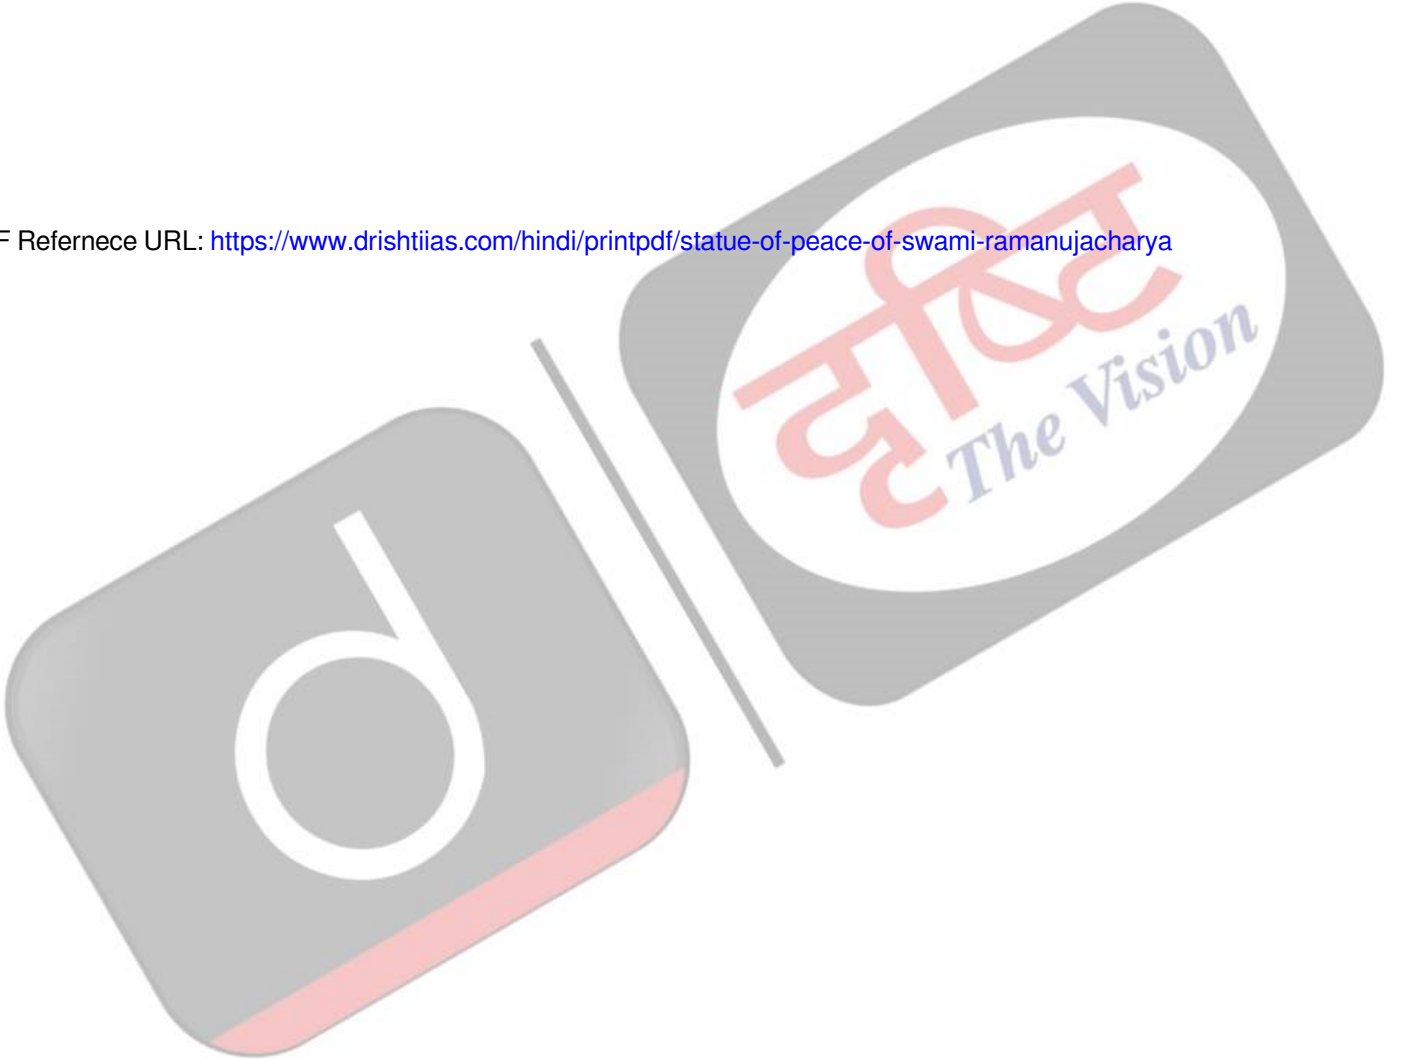 F Refernece URL: https://www.drishtiias.com/hindi/printpdf/statue-of-peace-of-swami-ramanujacharya
दृष्टि
The Vision
d